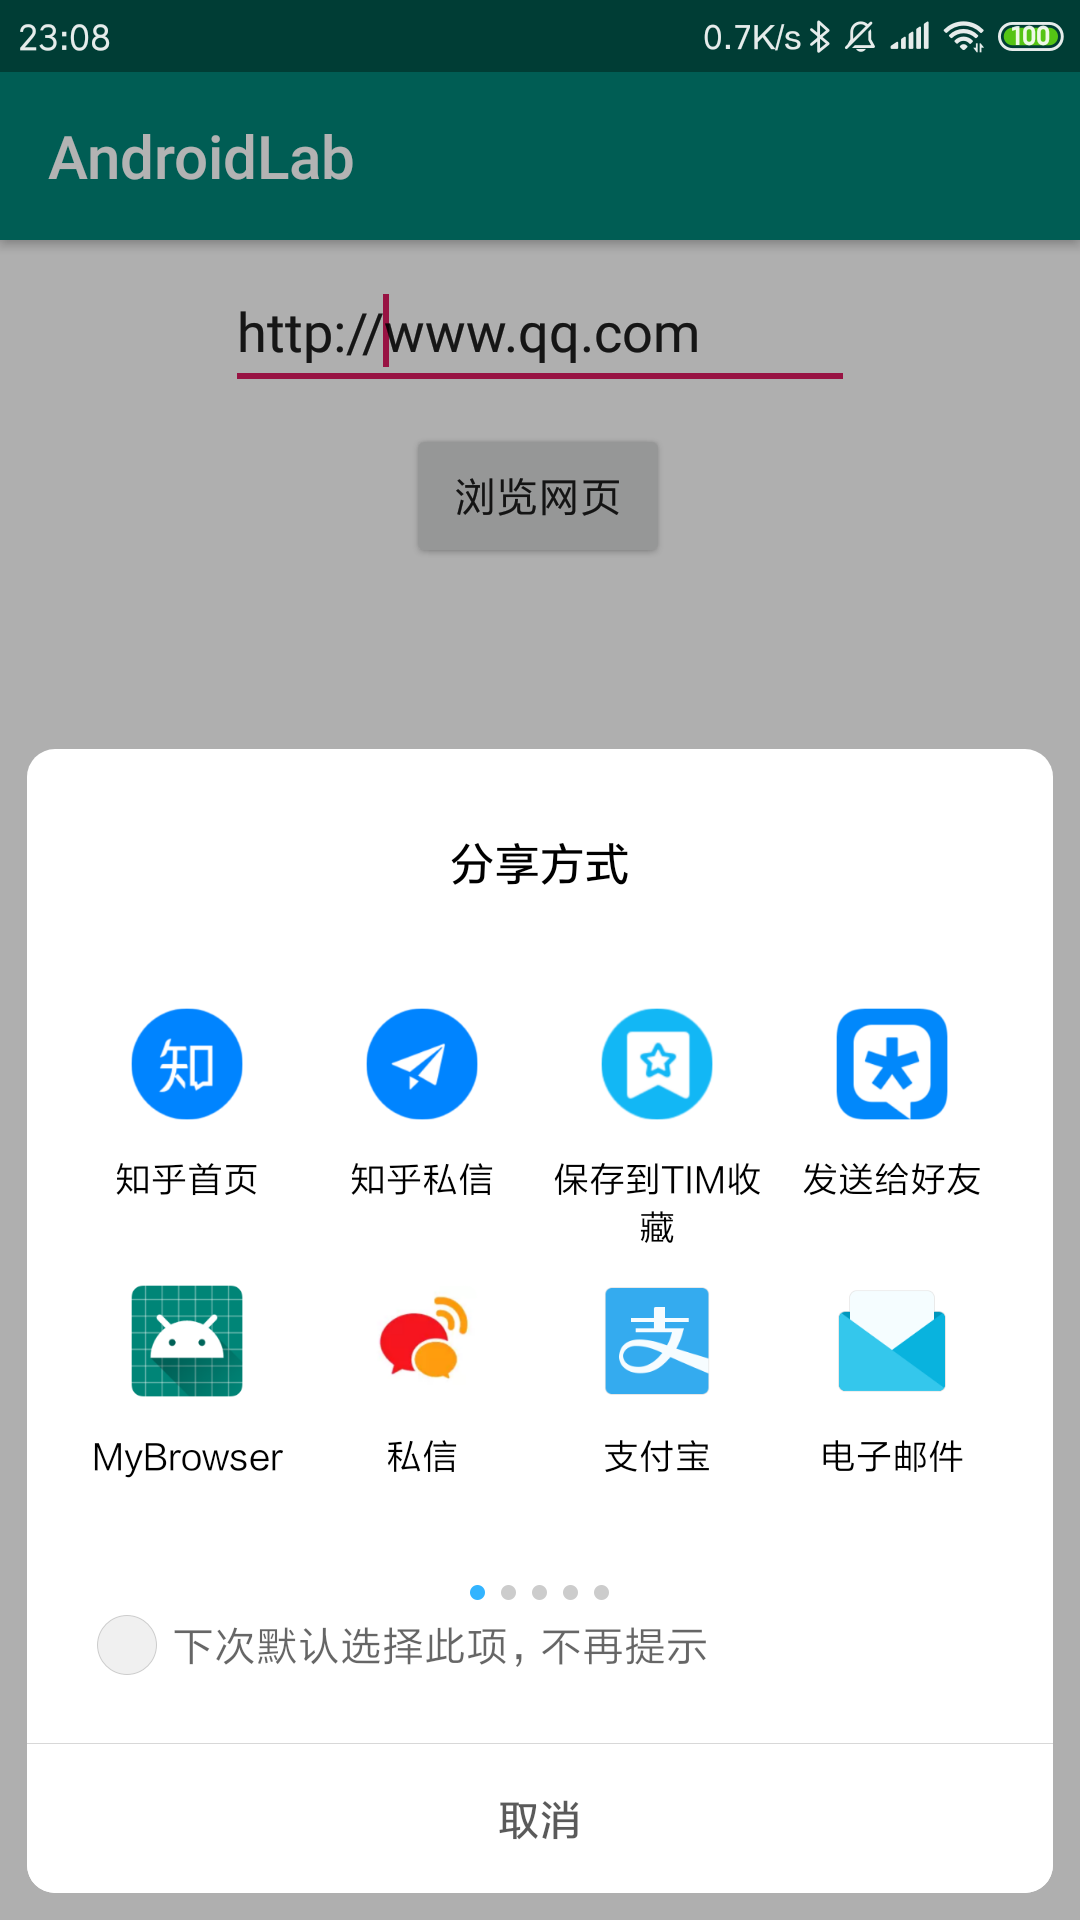 23:08
0.7K/s
100
AndroidLab
http://www.qq.com
浏览网页
分享方式
知
知乎首页
知乎私信
保存到TIM收
藏
发送给好友
支
MyBrowser
私信
支付宝
电子邮件
下次默认选择此项，不再提示
取消